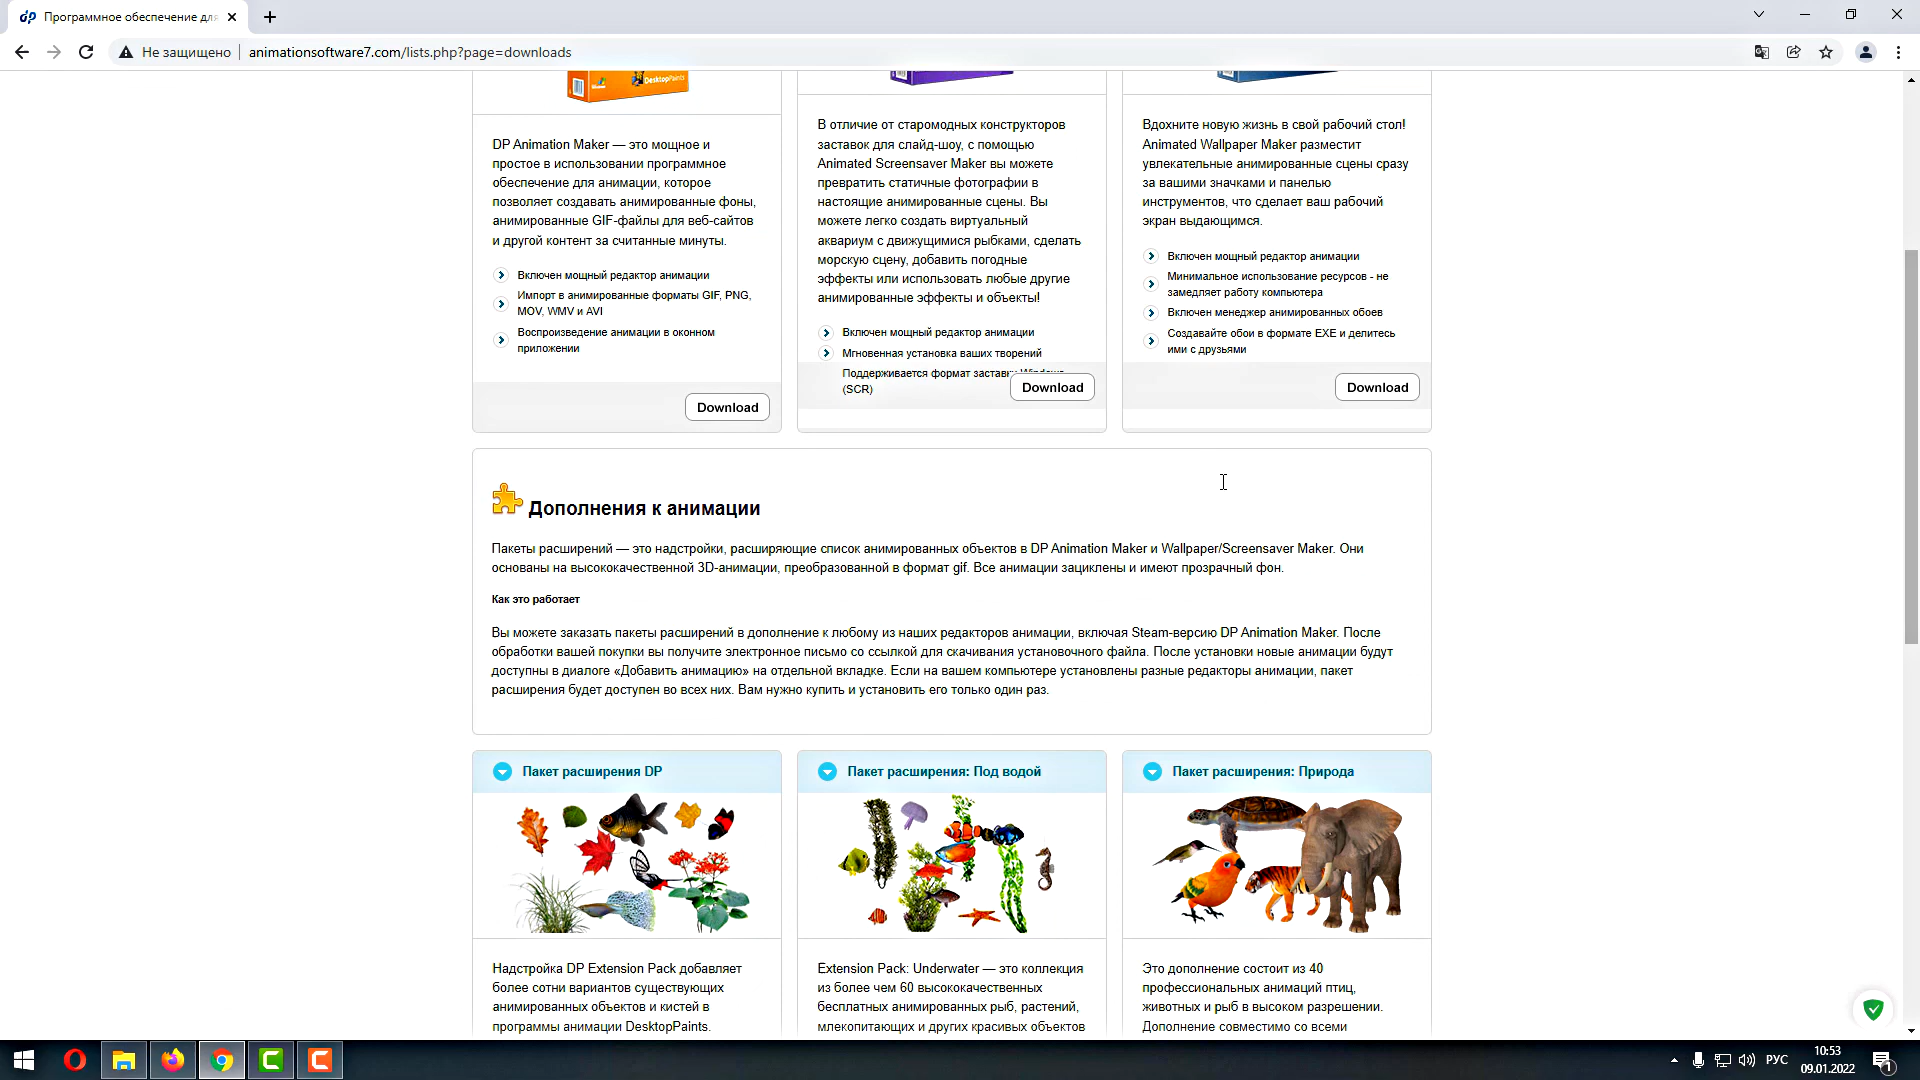 Программное обеспечение для
Не защищено
animationsoftware7.com/lists.php?page=downloads
DesktopPaints
DP Animation Maker — это мощное и
простое в использовании программное
обеспечение для анимации, которое
позволяет создавать анимированные фоны,
анимированные GIF-файлы для веб-сайтов
и другой контент за считанные минуты.
Включен мощный редактор анимации
Импорт в анимированные форматы GIF, PNG,
MOV, WMV и AVI
Воспроизведение анимации в оконном
приложении
Download
В отличие от старомодных конструкторов
заставок для слайд-шоу, с помощью
Animated Screensaver Maker вы можете
превратить статичные фотографии в
настоящие анимированные сцены. Вы
можете легко создать виртуальный
аквариум с движущимися рыбками, сделать
морскую сцену, добавить погодные
эффекты или использовать любые другие
анимированные эффекты и объекты!
Включен мощный редактор анимации
Мгновенная установка ваших творений
Поддерживается формат заставки Windows
(SCR)
Download
Вдохните новую жизнь в свой рабочий стол!
Animated Wallpaper Maker разместит
увлекательные анимированные сцены сразу
за вашими значками и панелью
инструментов, что сделает ваш рабочий
экран выдающимся.
Включен мощный редактор анимации
Минимальное использование ресурсов - не
замедляет работу компьютера
Включен менеджер анимированных обоев
Создавайте обои в формате EXE и делитесь
ими с друзьями
Download
Дополнения к анимации
Пакеты расширений — это надстройки, расширяющие список анимированных объектов в DP Animation Maker и Wallpaper/Screensaver Maker. Они
основаны на высококачественной 3D-анимации, преобразованной в формат gif. Все анимации зациклены и имеют прозрачный фон.
Как это работает
Вы можете заказать пакеты расширений в дополнение к любому из наших редакторов анимации, включая Steam-версию DP Animation Maker. После
обработки вашей покупки вы получите электронное письмо со ссылкой для скачивания установочного файла. После установки новые анимации будут
доступны в диалоге «Добавить анимацию» на отдельной вкладке. Если на вашем компьютере установлены разные редакторы анимации, пакет
расширения будет доступен во всех них. Вам нужно купить и установить его только один раз.
Пакет расширения DP
Надстройка DP Extension Pack добавляет
более сотни вариантов существующих
анимированных объектов и кистей в
программы анимации DesktopPaints.
Пакет расширения: Под водой
Extension Pack: Underwater — это коллекция
из более чем 60 высококачественных
бесплатных анимированных рыб, растений,
млекопитающих и других красивых объектов
Пакет расширения: Природа
Это дополнение состоит из 40
профессиональных анимаций птиц,
животных и рыб в высоком разрешении.
Дополнение совместимо со всеми
РУС
10:53
09.01.2022
1